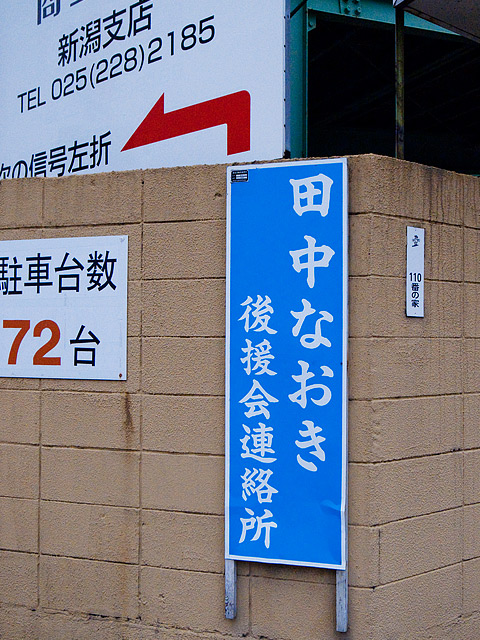 新潟支店
TEL 025(228)2185
の信号左折
駐車台数
72台
田中なおき
後援会連絡所
110番の家